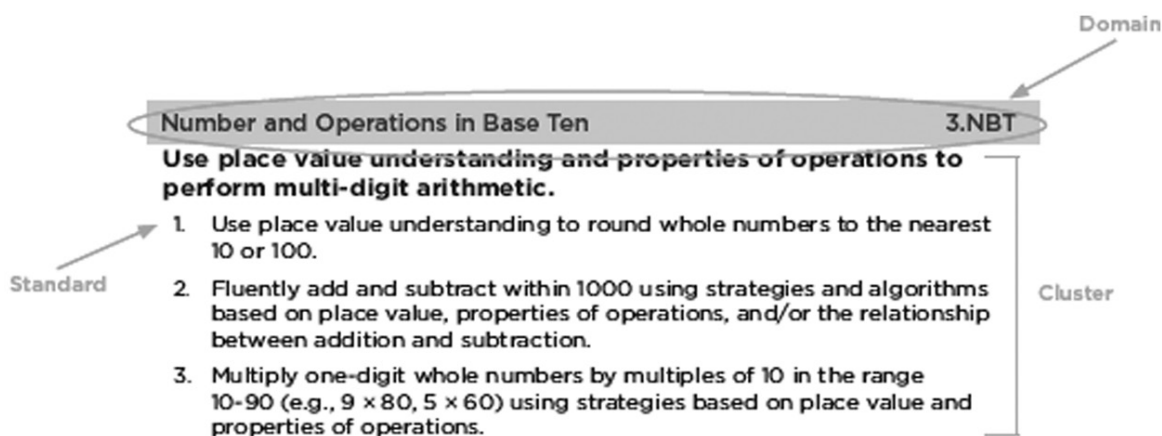 Domain
Number and Operations in Base Ten 3.NBT
Use place value understanding and properties of operations to
perform multi-digit arithmetic.
1. Use place value understanding to round whole numbers to the nearest
10 or 100.
Standard
2. Fluently add and subtract within 1000 using strategies and algorithms
based on place value, properties of operations, and/or the relationship
between addition and subtraction.
Cluster
3. Multiply one-digit whole numbers by multiples of 10 in the range
10-90 (e.g., 9 × 80, 5 × 60) using strategies based on place value and
properties of operations.